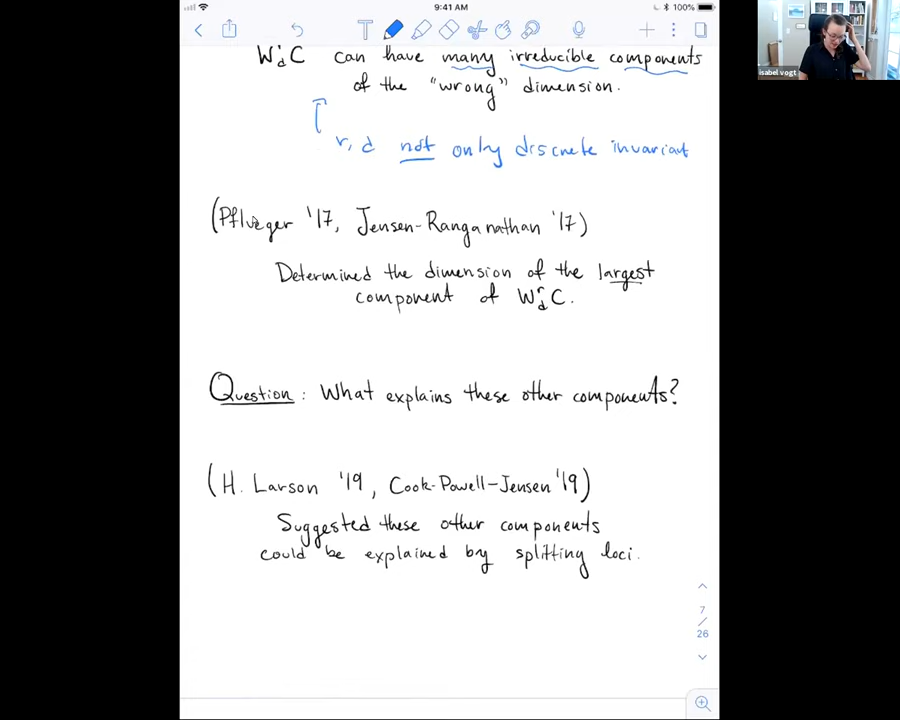 9:41 AM
100%
isabel vogt
WʳdC can have many irreducible components
of the "wrong" dimension.
r, d not only discrete invariant
(Pflueger '17, Jensen-Ranganathan '17)
Determined the dimension of the largest
component of WʳdC.
Question: What explains these other components?
(H. Larson '19, Cook-Powell-Jensen '19)
Suggested these other components
could be explained by splitting loci.
7
/
26